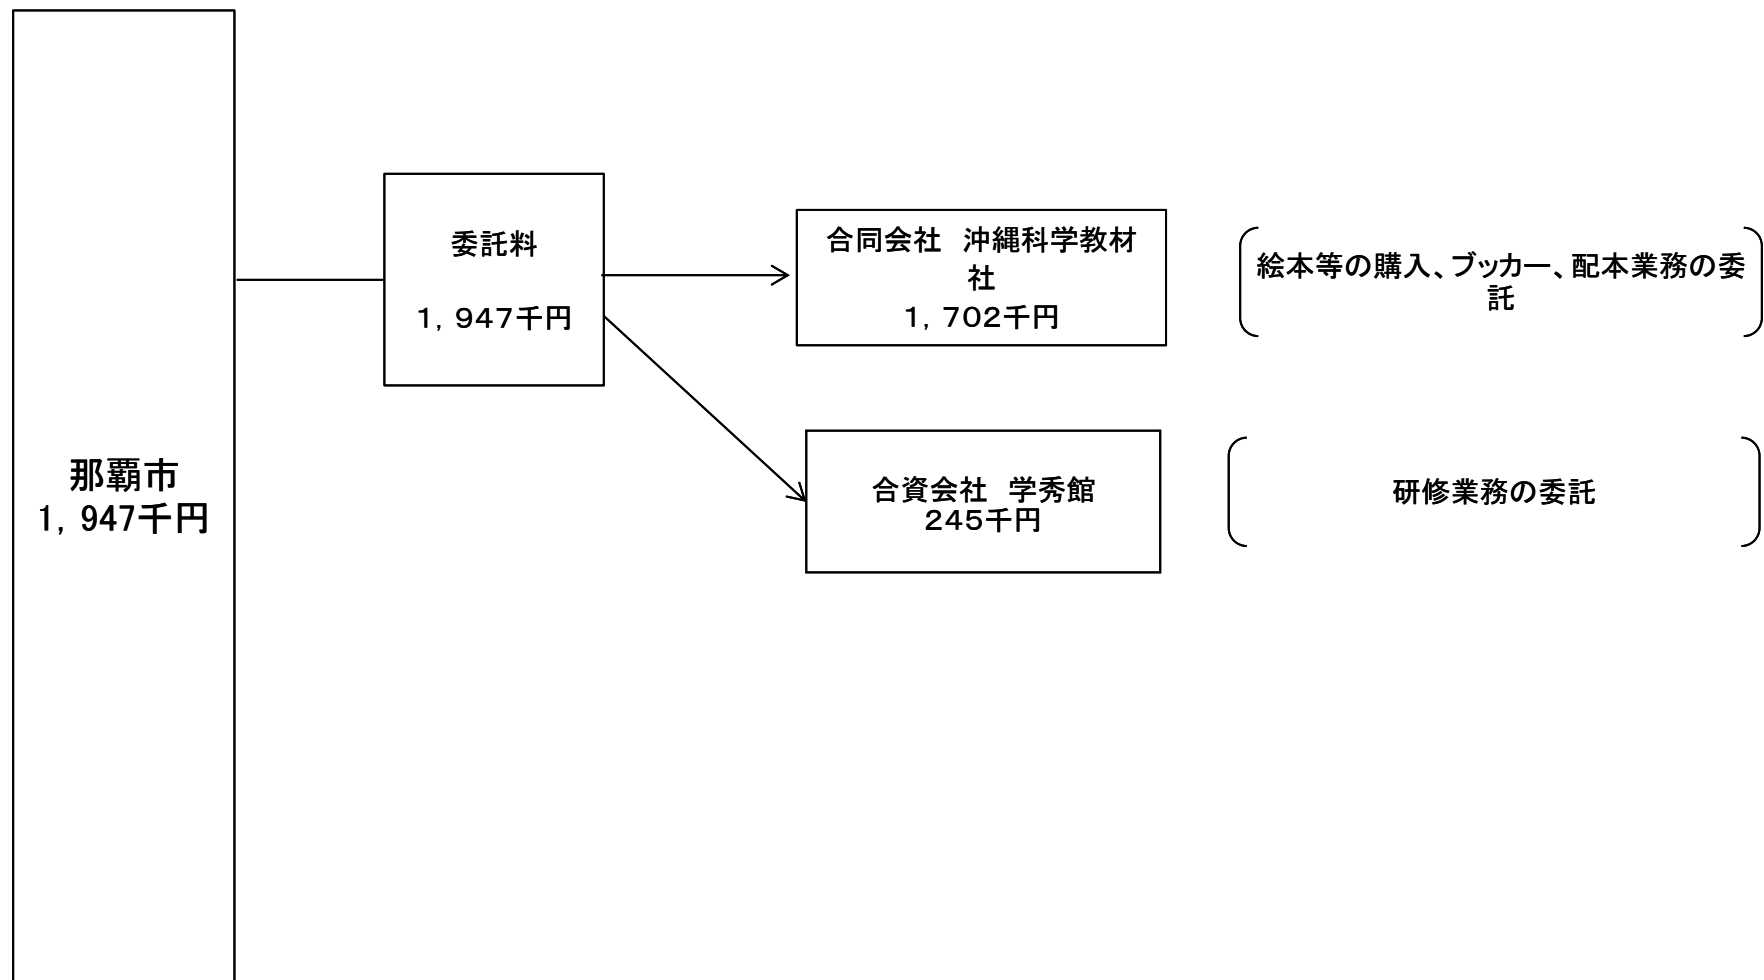 那覇市
1，947千円
委託料
1，947千円
合同会社　沖縄科学教材
社
1，702千円
絵本等の購入、ブッカー、配本業務の委
託
合資会社　学秀館
245千円
研修業務の委託